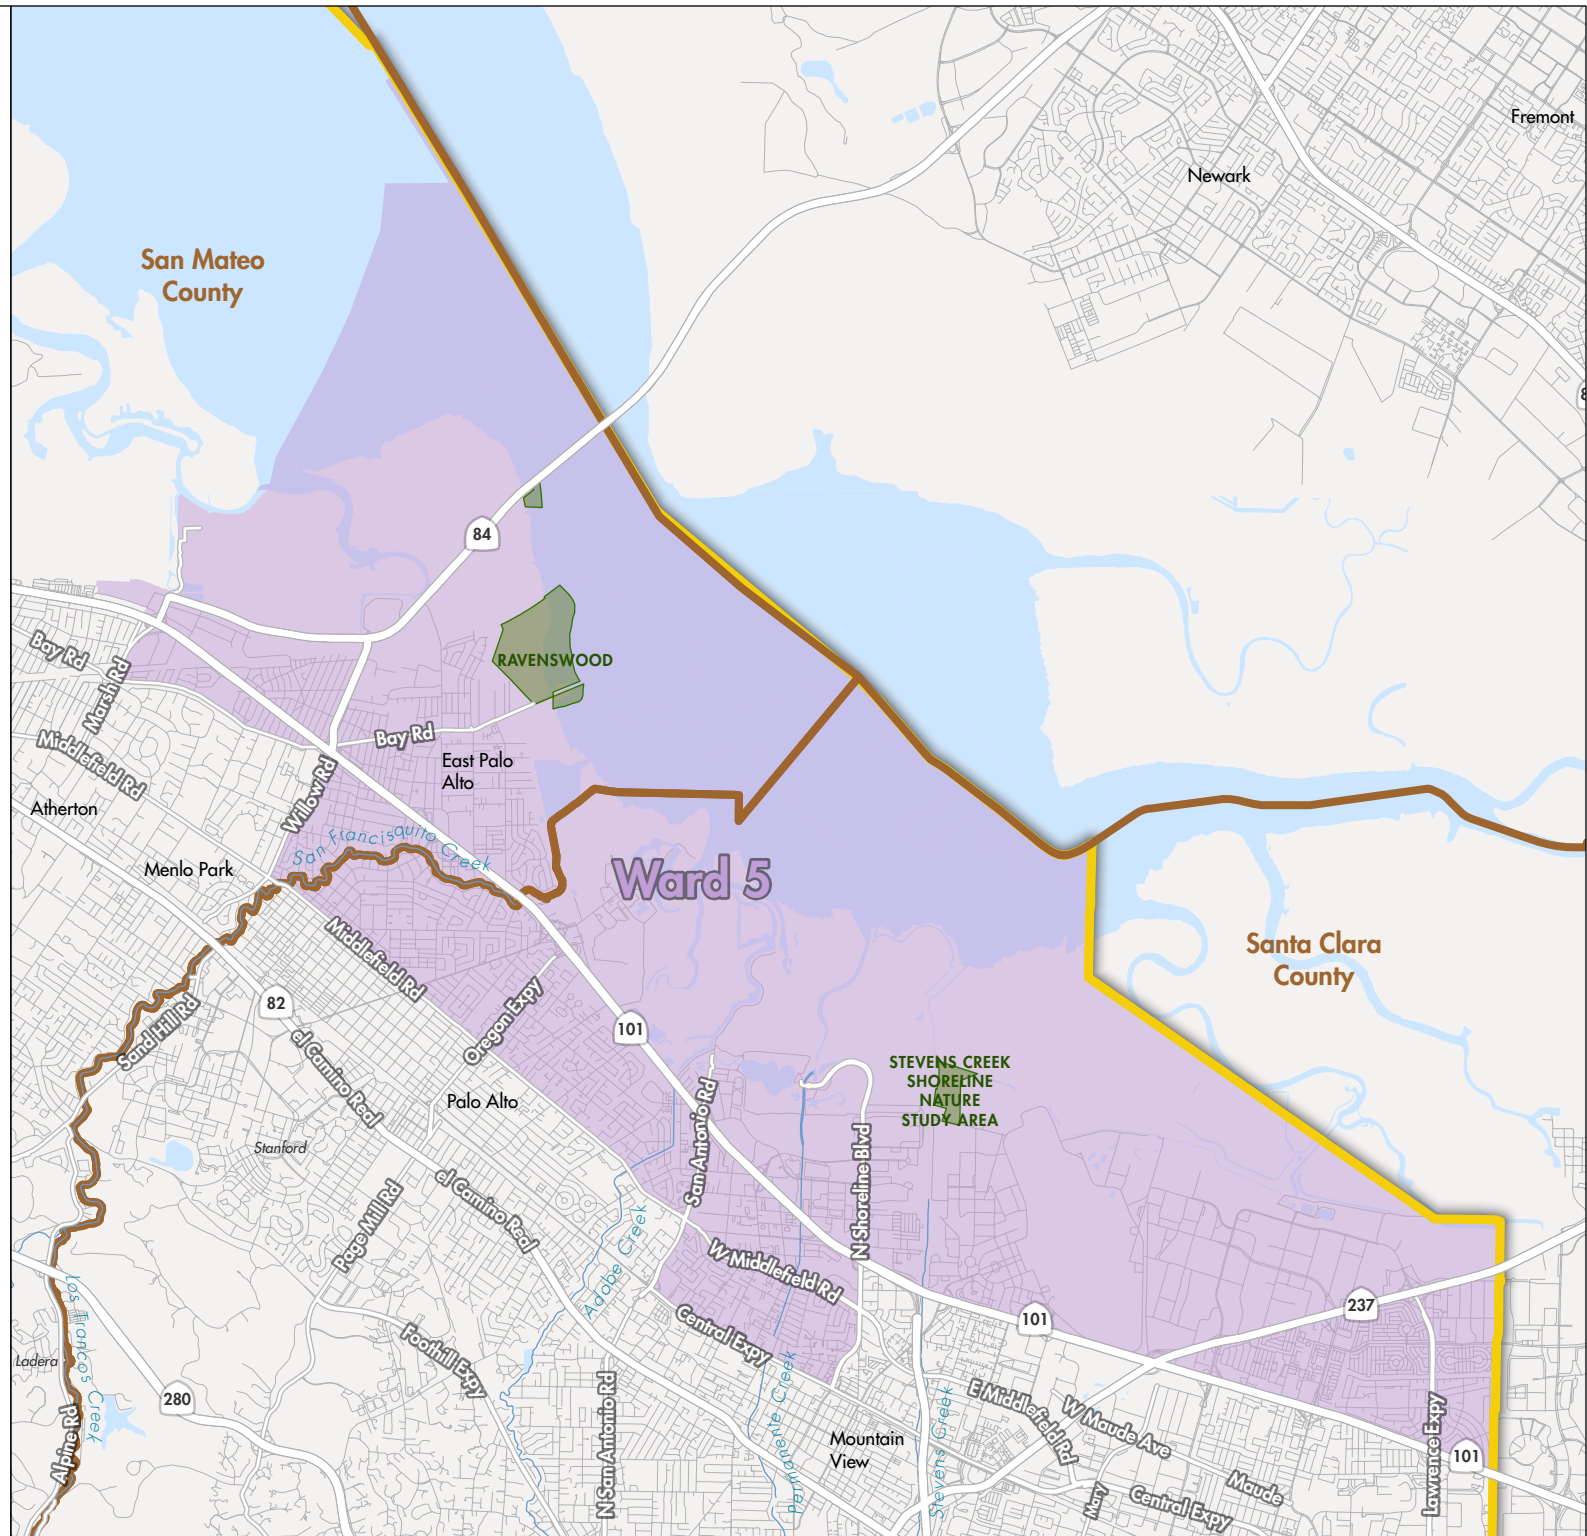 Fremont
Newark
San Mateo
County
8
84
RAVENSWOOD
Bay Rd
Marsh Rd
Middlefield Rd
Bay Rd
East Palo
Alto
Willow Rd
Atherton
San Francisquito Creek
Menlo Park
Ward 5
Middlefield Rd
Santa Clara
County
Oregon Expy
82
101
Sand Hill Rd
el Camino Real
STEVENS CREEK
SHORELINE
NATURE
STUDY AREA
Palo Alto
San Antonio Rd
Stanford
N Shoreline Blvd
el Camino Real
Page Mill Rd
Adobe Creek
W Middlefield Rd
Los Trancos Creek
Central Expy
101
237
Foothill Expy
Ladera
280
Permanente Creek
E Middlefield Rd
W Maude Ave
Lawrence Expy
Alpine Rd
N San Antonio Rd
Mountain
View
Stevens Creek
101
Maude
Mary
Central Expy